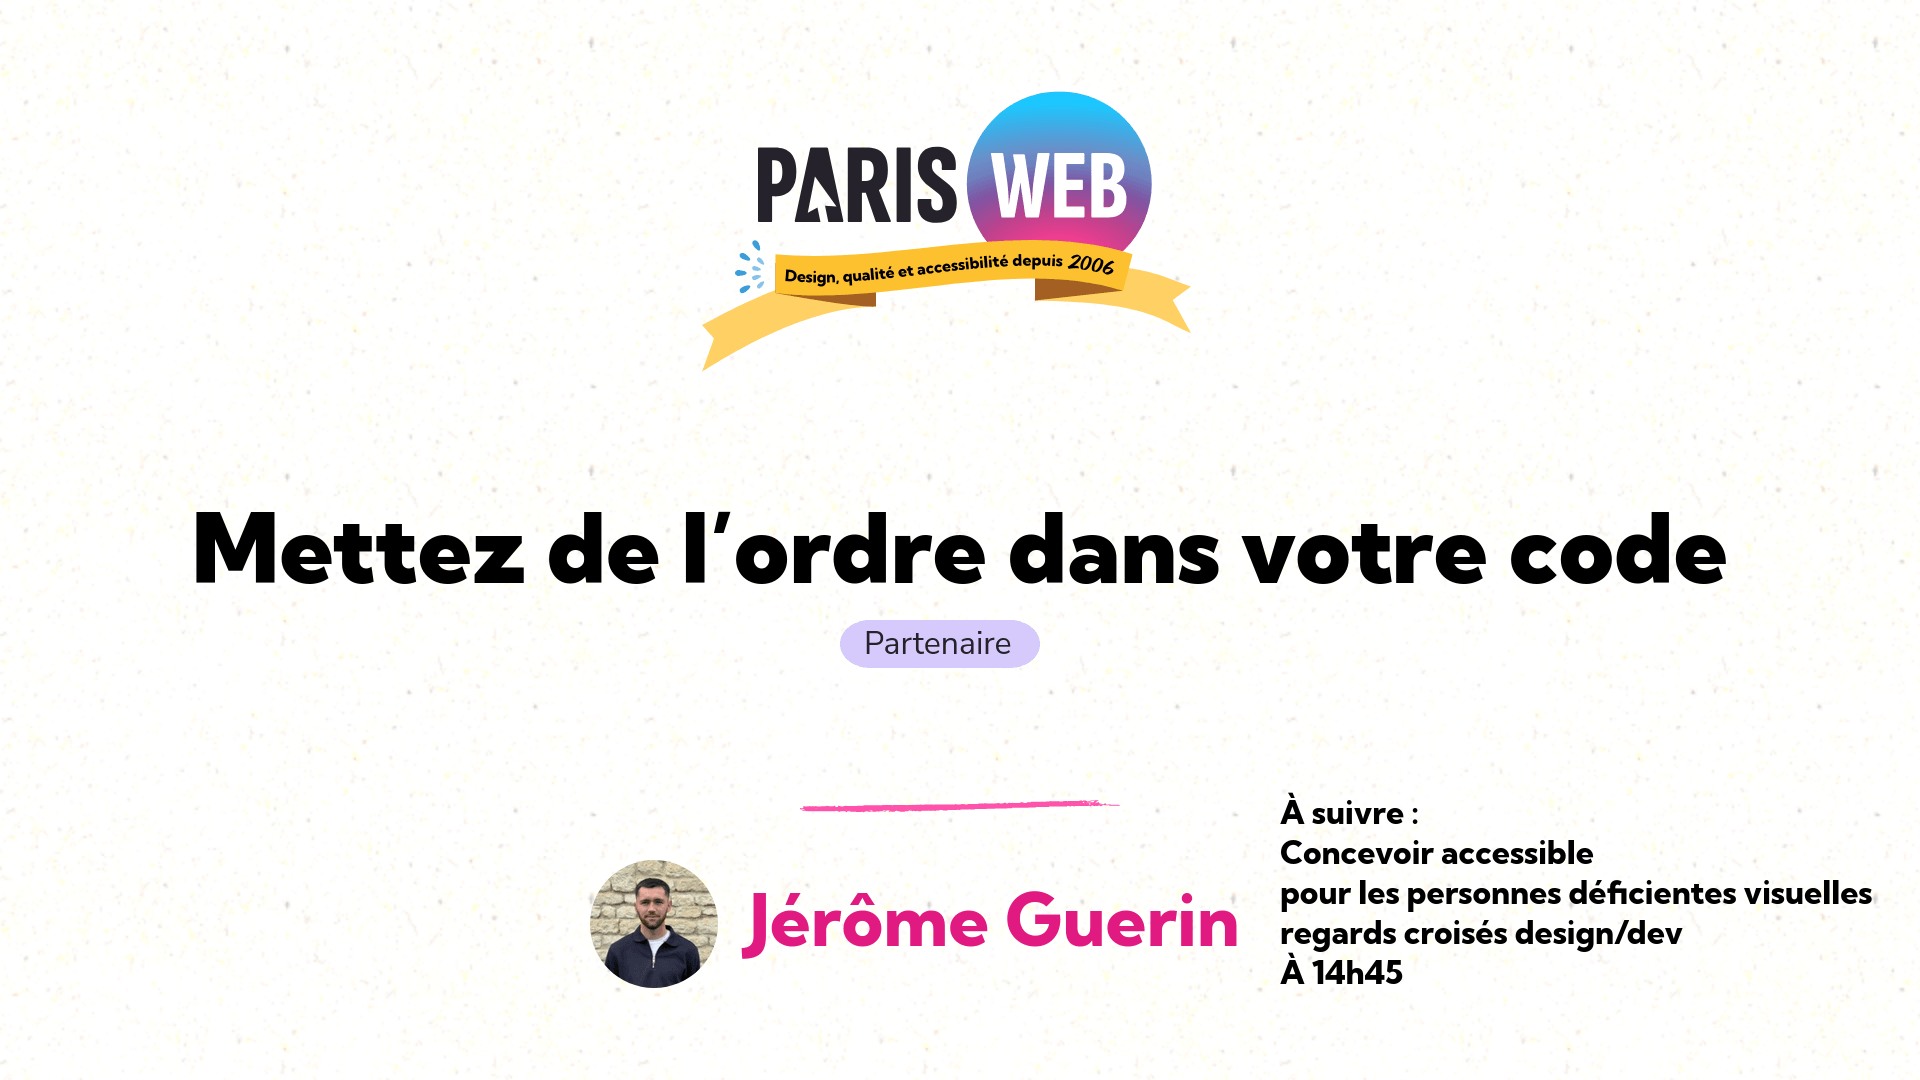 PARIS WEB
Design, qualité et accessibilité depuis 2006
Mettez de l’ordre dans votre code
Partenaire
Jérôme Guerin
À suivre :
Concevoir accessible
pour les personnes déficientes visuelles
regards croisés design/dev
À 14h45